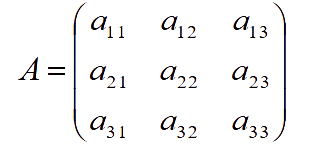 a₁₁ a₁₂ a₁₃
A = a₂₁ a₂₂ a₂₃
a₃₁ a₃₂ a₃₃